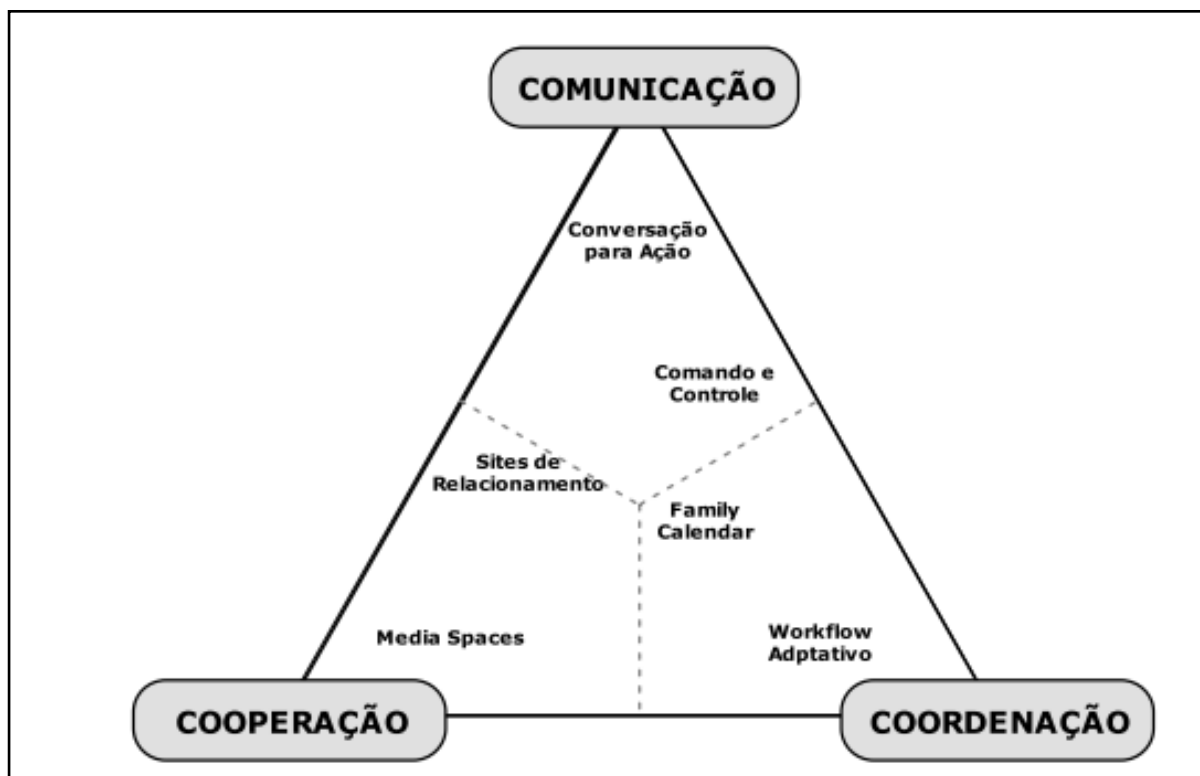 COMUNICAÇÃO
Conversação
para Ação
Comando e
Controle
Sites de
Relacionamento
Family
Calendar
Media Spaces
Workflow
Adptativo
COOPERAÇÃO
COORDENAÇÃO